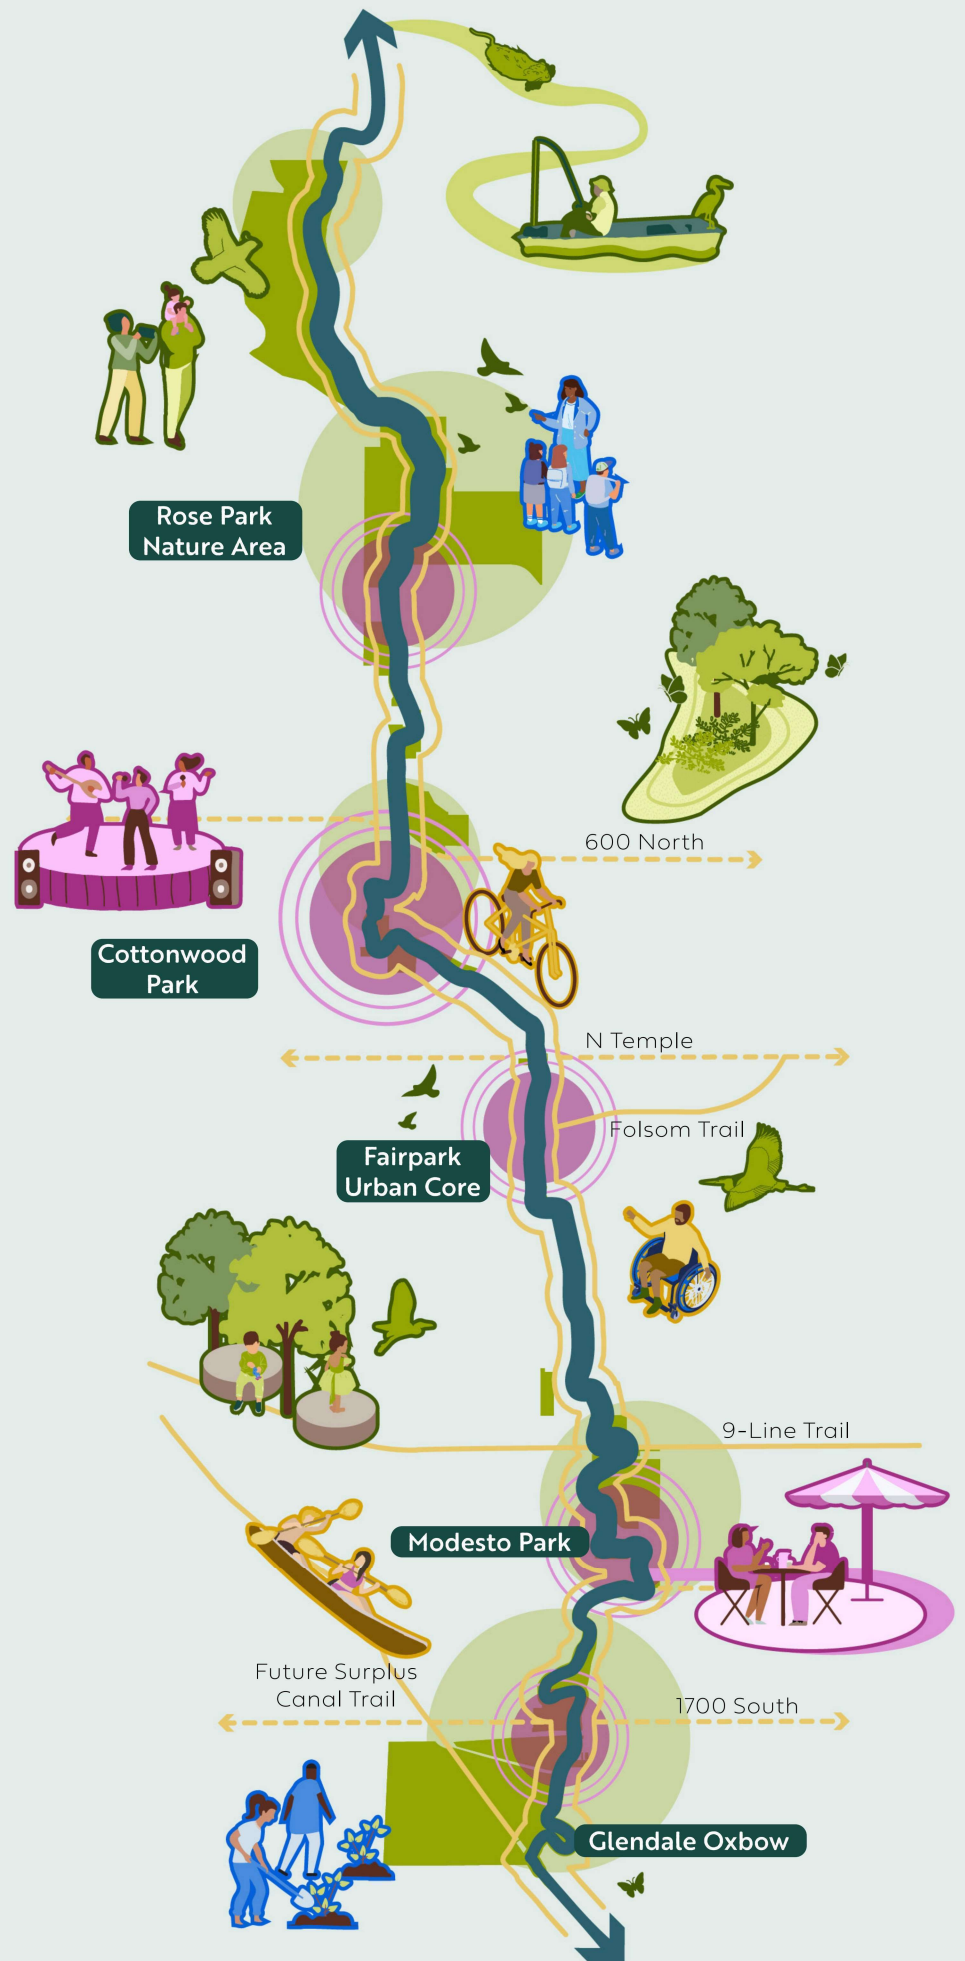 Rose Park
Nature Area
600 North
Cottonwood
Park
N Temple
Folsom Trail
Fairpark
Urban Core
9-Line Trail
Modesto Park
Future Surplus
Canal Trail
1700 South
Glendale Oxbow